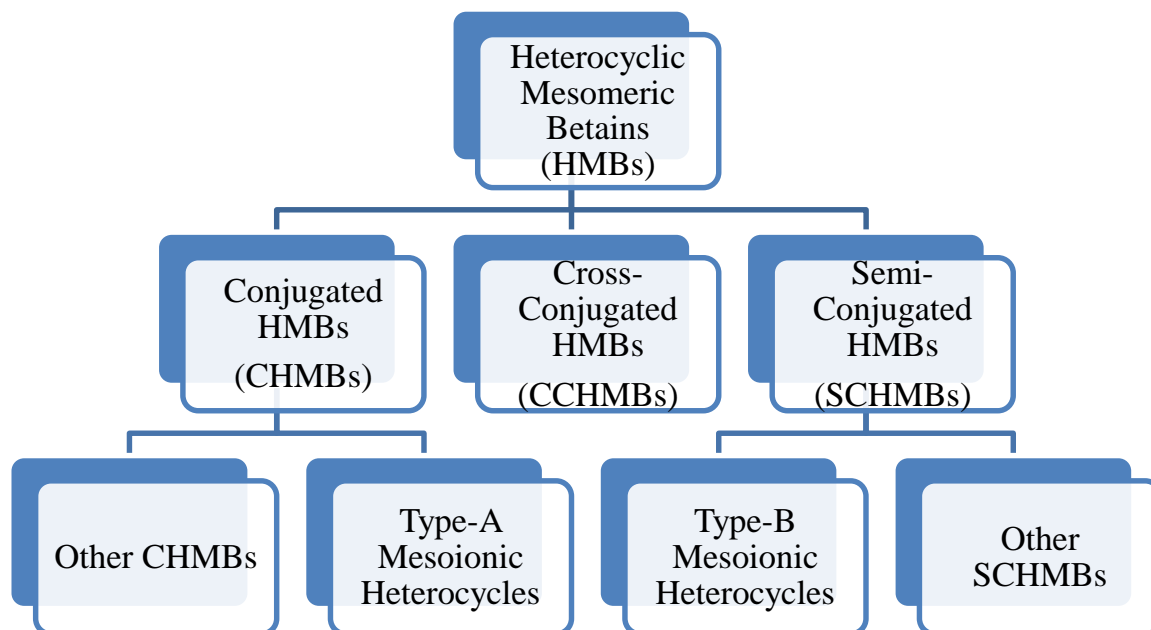 Heterocyclic
Mesomeric
Betains
(HMBs)
Conjugated
HMBs
(CHMBs)
Cross-
Conjugated
HMBs
(CCHMBs)
Semi-
Conjugated
HMBs
(SCHMBs)
Other CHMBs
Type-A
Mesoionic
Heterocycles
Type-B
Mesoionic
Heterocycles
Other
SCHMBs